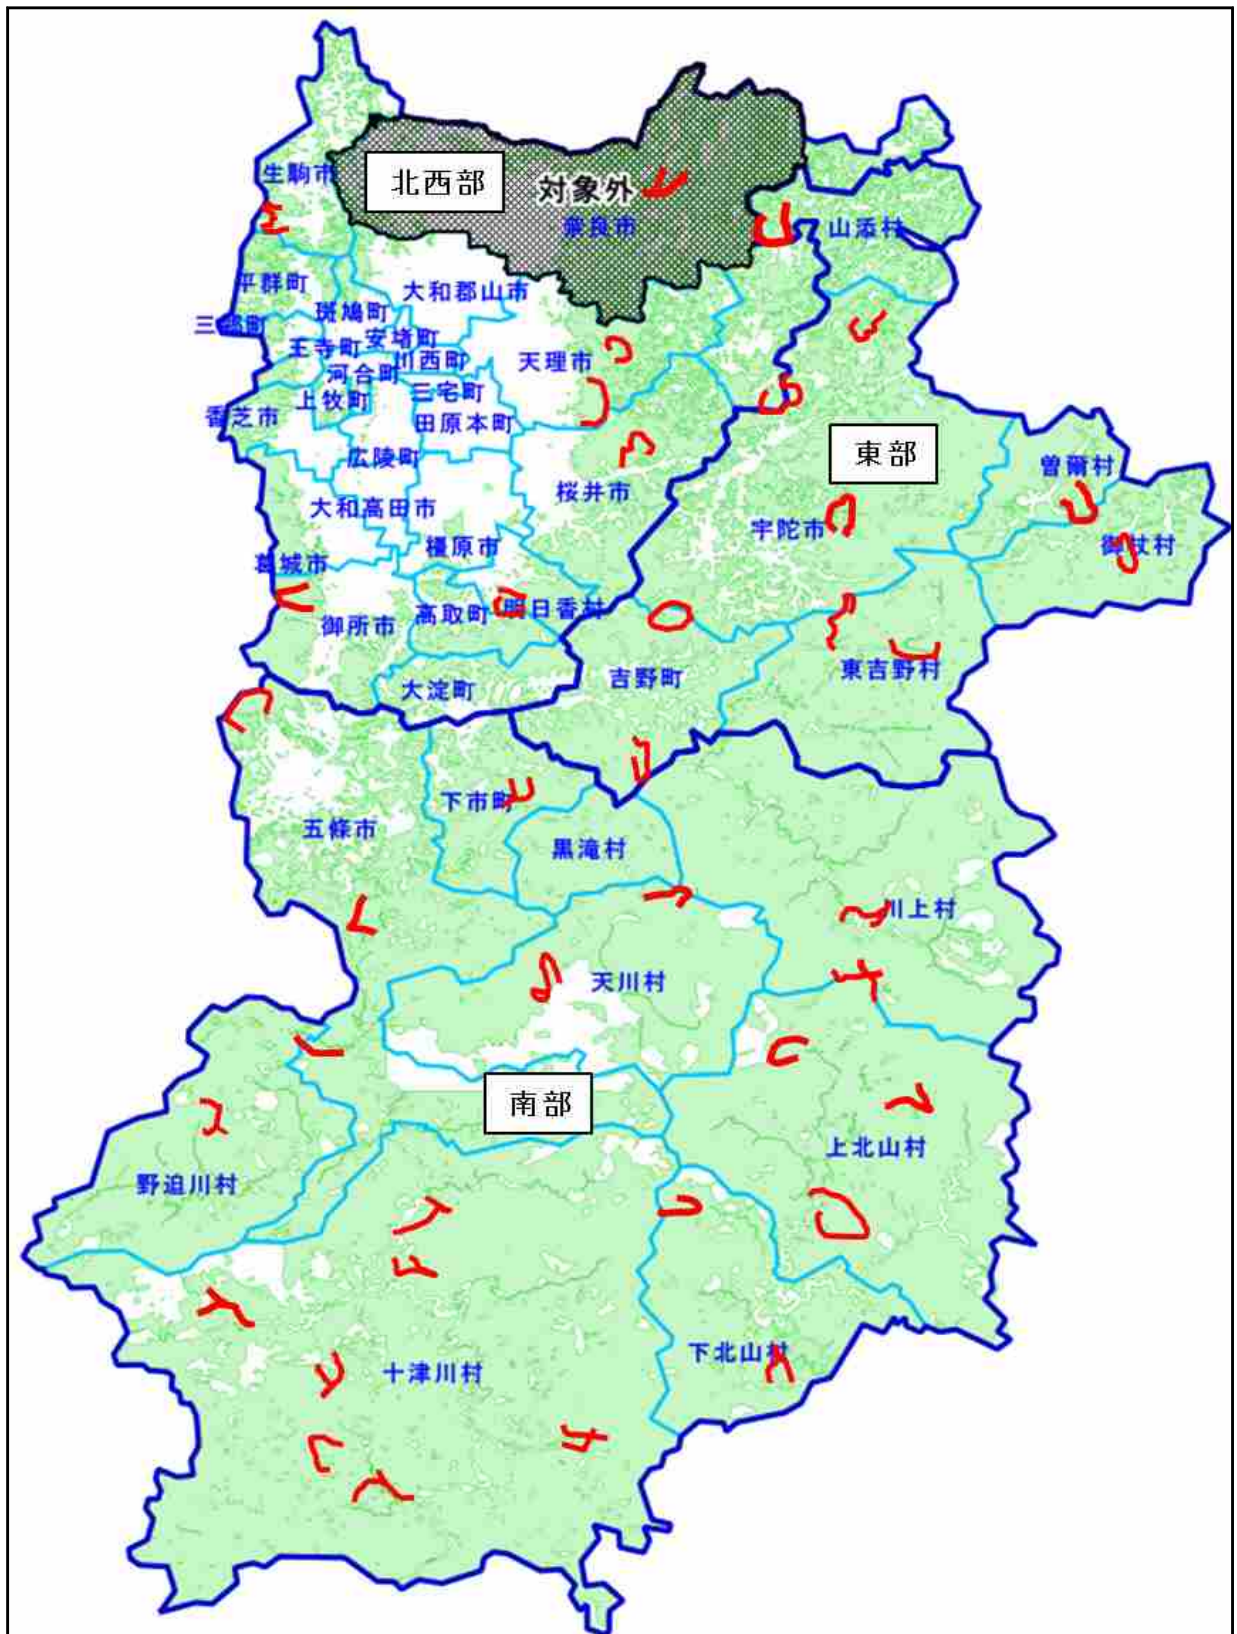 生駒市
北西部
対象外
奈良市
山添村
平群町
大和郡山市
斑鳩町
三郷町
安堵町
王寺町
川西町
天理市
河合町
三宅町
上牧町
香芝市
田原本町
東部
広陵町
曽爾村
桜井市
大和高田市
宇陀市
橿原市
御杖村
葛城市
高取町
明日香村
御所市
東吉野村
吉野町
大淀町
下市町
五條市
黒滝村
川上村
天川村
南部
上北山村
野迫川村
下北山村
十津川村